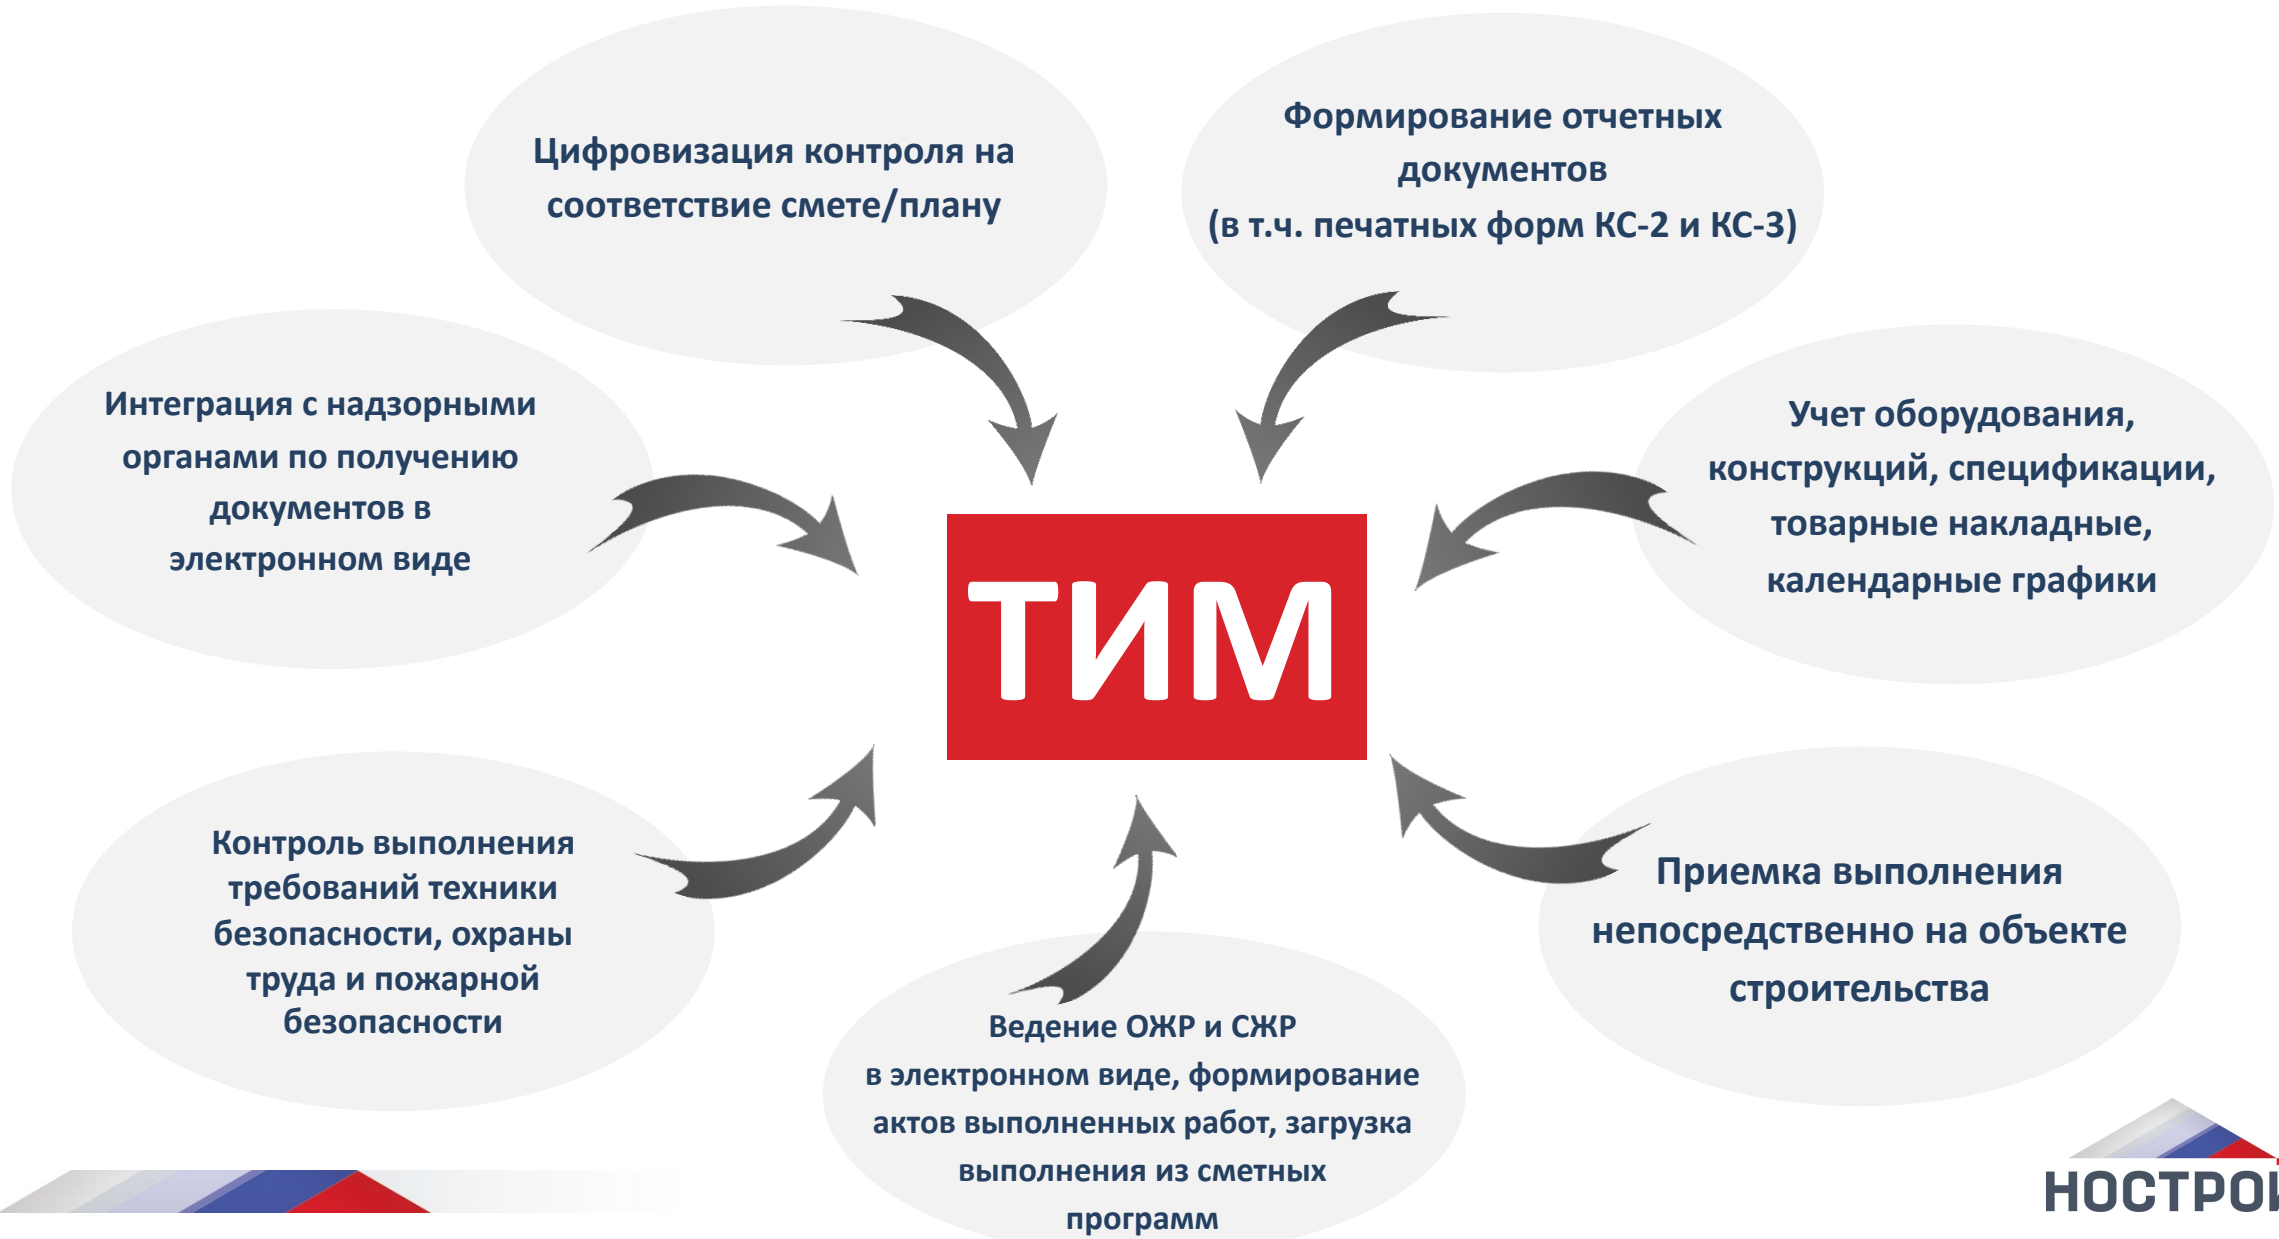 Цифровизация контроля на
соответствие смете/плану
Формирование отчетных
документов
(в т.ч. печатных форм КС-2 и КС-3)
Интеграция с надзорными
органами по получению
документов в
электронном виде
Учет оборудования,
конструкций, спецификации,
товарные накладные,
календарные графики
ТИМ
Контроль выполнения
требований техники
безопасности, охраны
труда и пожарной
безопасности
Приемка выполнения
непосредственно на объекте
строительства
Ведение ОЖР и СЖР
в электронном виде, формирование
актов выполненных работ, загрузка
выполнения из сметных
программ
НОСТРОЙ